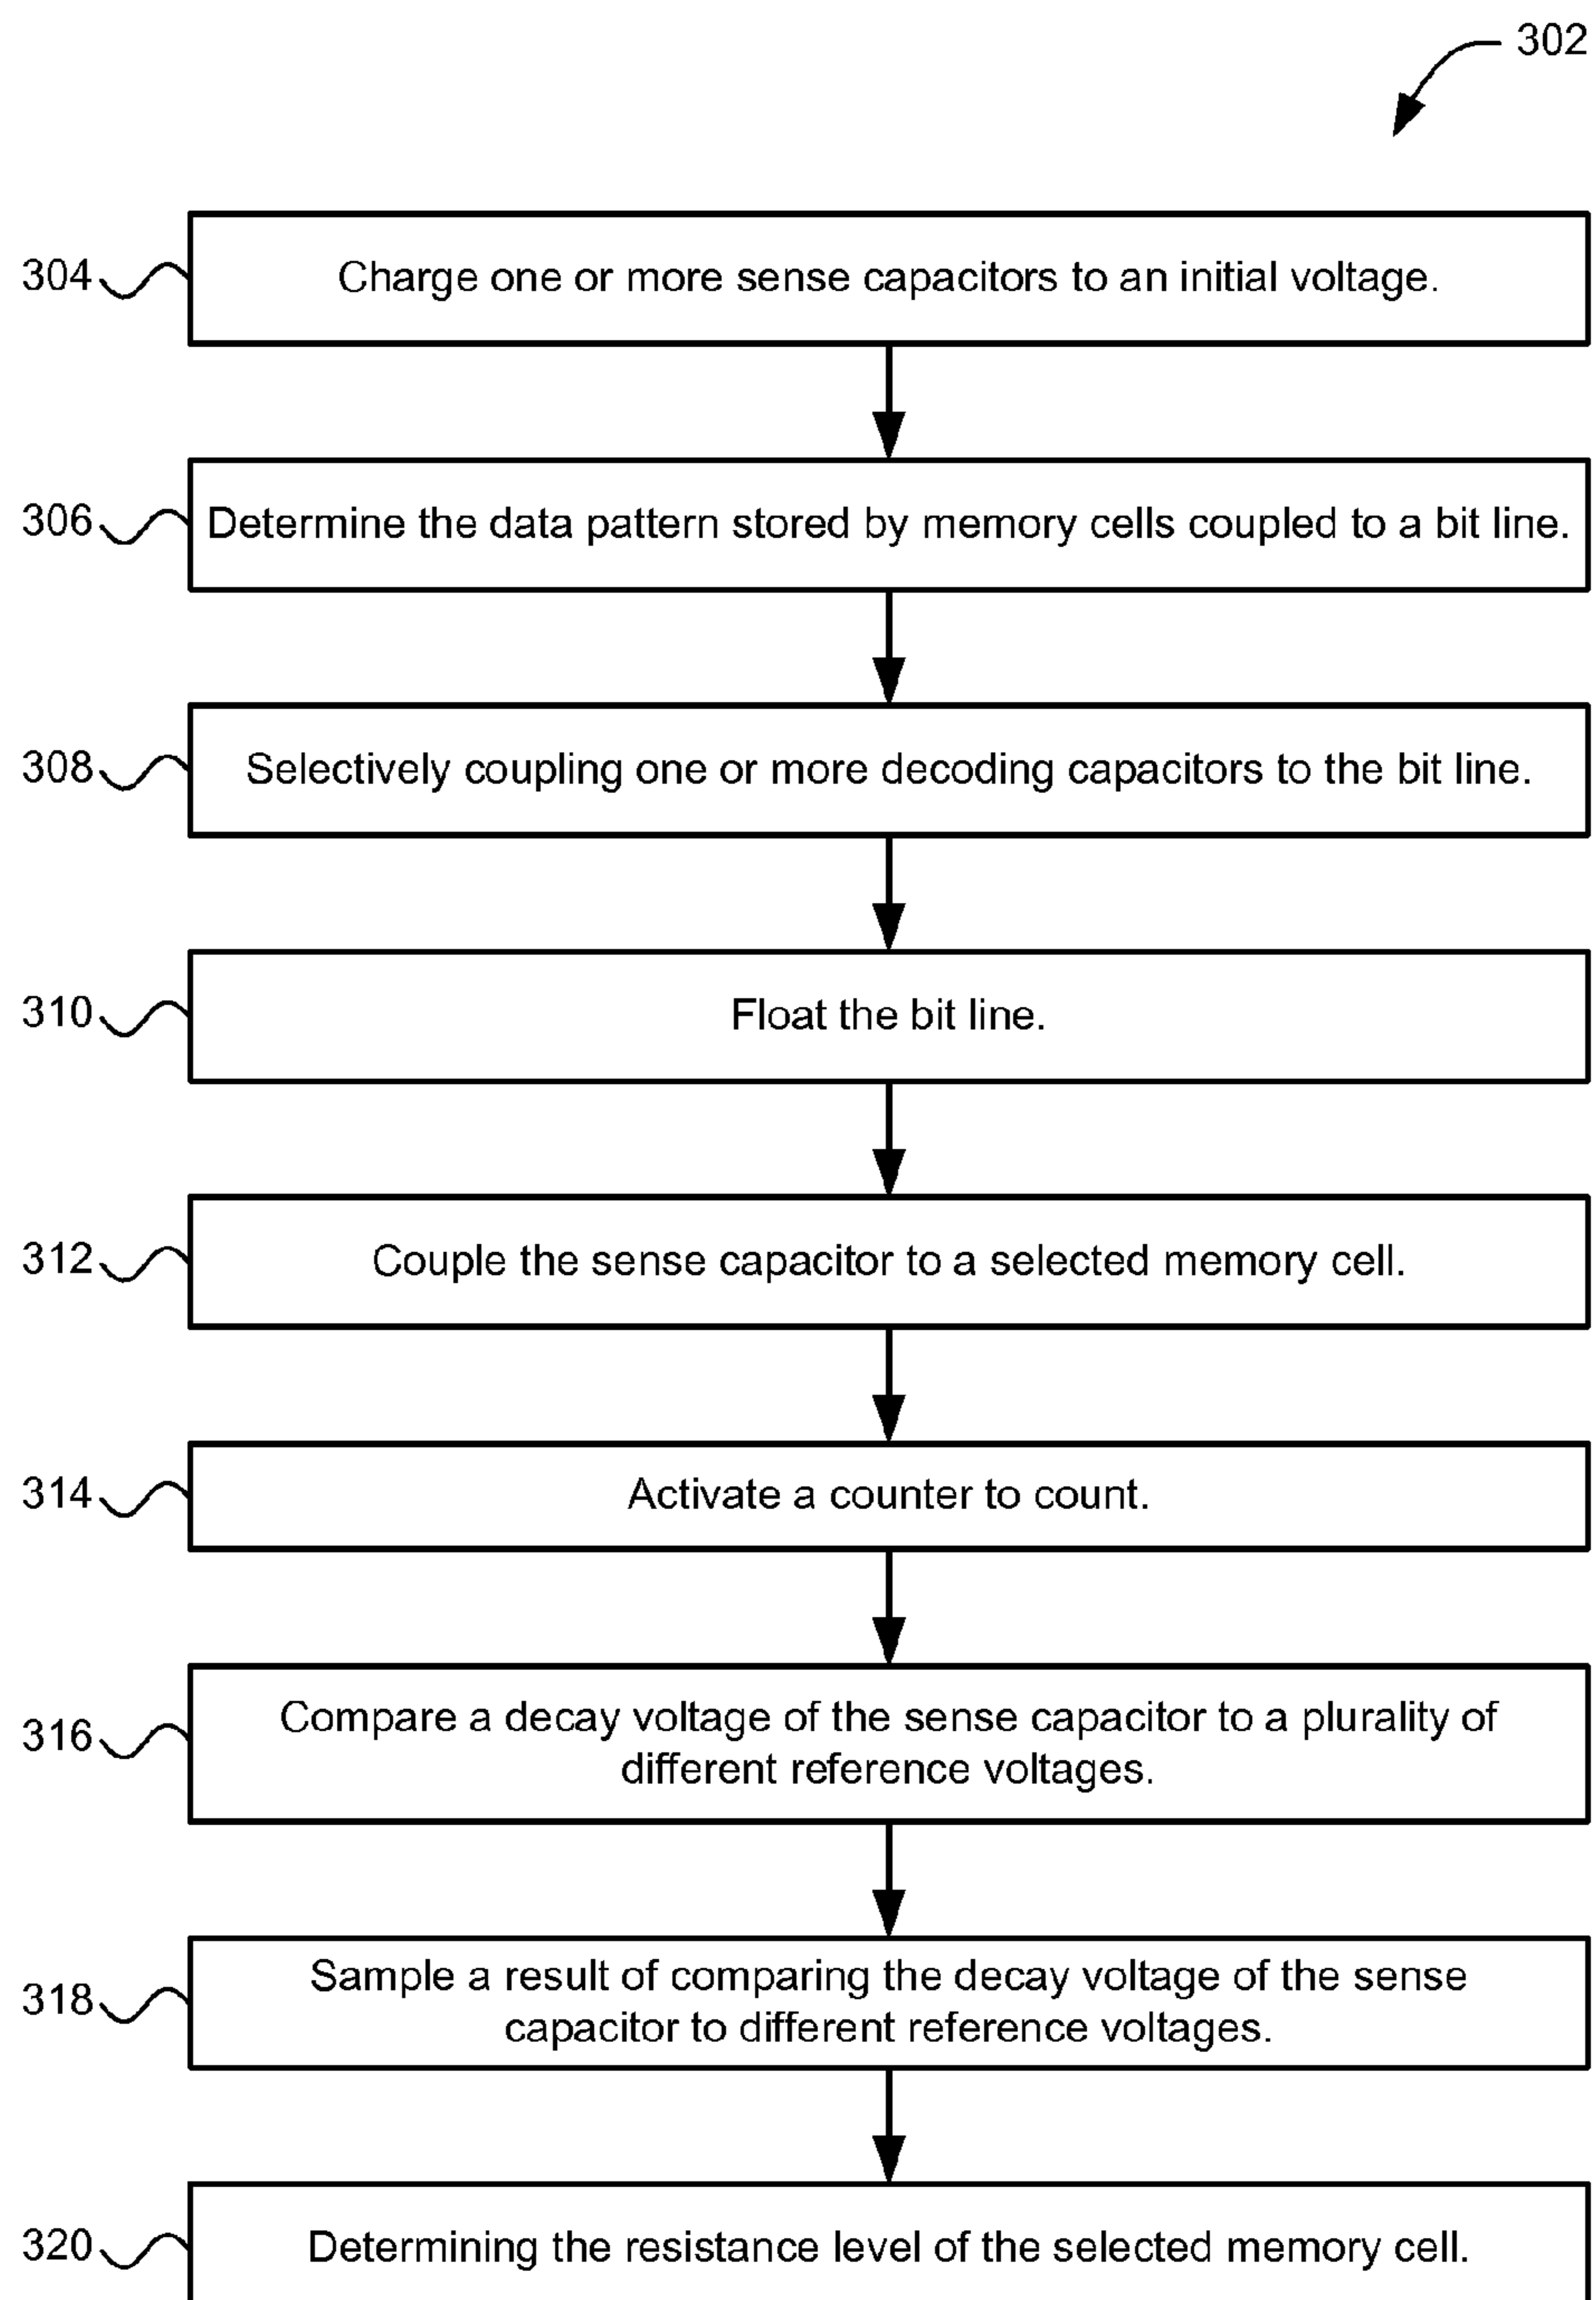 302
304
Charge one or more sense capacitors to an initial voltage.
306
Determine the data pattern stored by memory cells coupled to a bit line.
308
Selectively coupling one or more decoding capacitors to the bit line.
310
Float the bit line.
312
Couple the sense capacitor to a selected memory cell.
314
Activate a counter to count.
316
Compare a decay voltage of the sense capacitor to a plurality of
different reference voltages.
318
Sample a result of comparing the decay voltage of the sense
capacitor to different reference voltages.
320
Determining the resistance level of the selected memory cell.